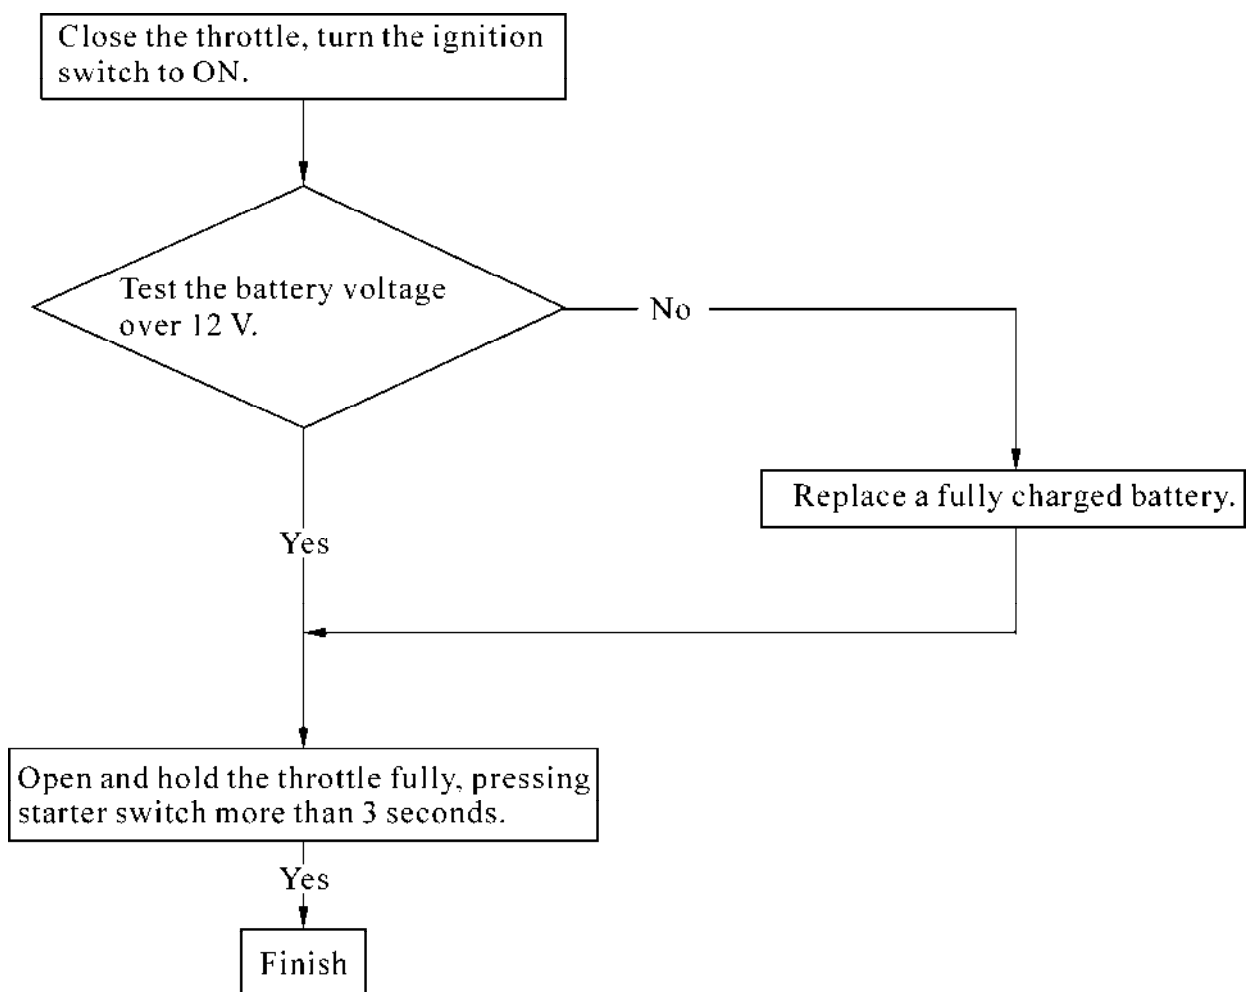 Close the throttle, turn the ignition
switch to ON.
Test the battery voltage
over 12 V.
No
Replace a fully charged battery.
Yes
Open and hold the throttle fully, pressing
starter switch more than 3 seconds.
Yes
Finish